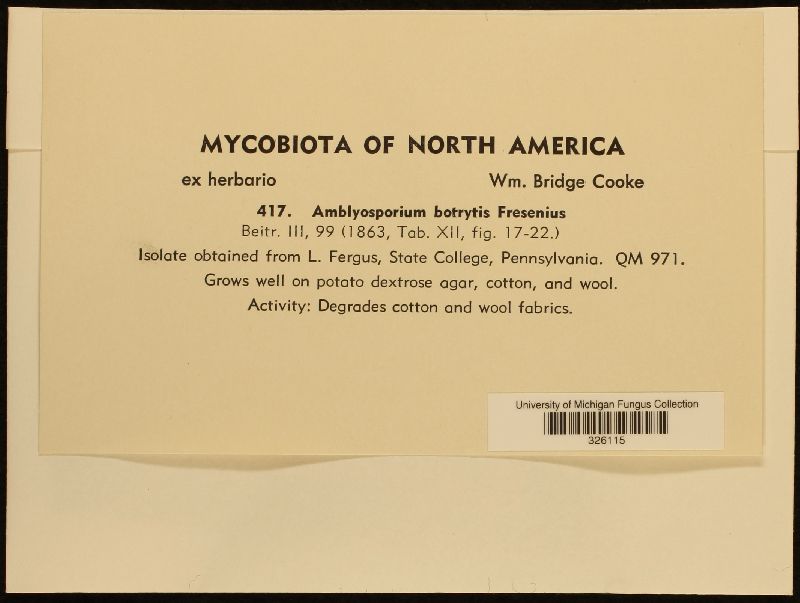 MYCOBIOTA OF NORTH AMERICA
ex herbario Wm. Bridge Cooke
417. Amblyosporium botrytis Fresenius
Beitr. III, 99 (1863, Tab. XII, fig. 17-22.)
Isolate obtained from L. Fergus, State College, Pennsylvania. QM 971.
Grows well on potato dextrose agar, cotton, and wool.
Activity: Degrades cotton and wool fabrics.
University of Michigan Fungus Collection
326115